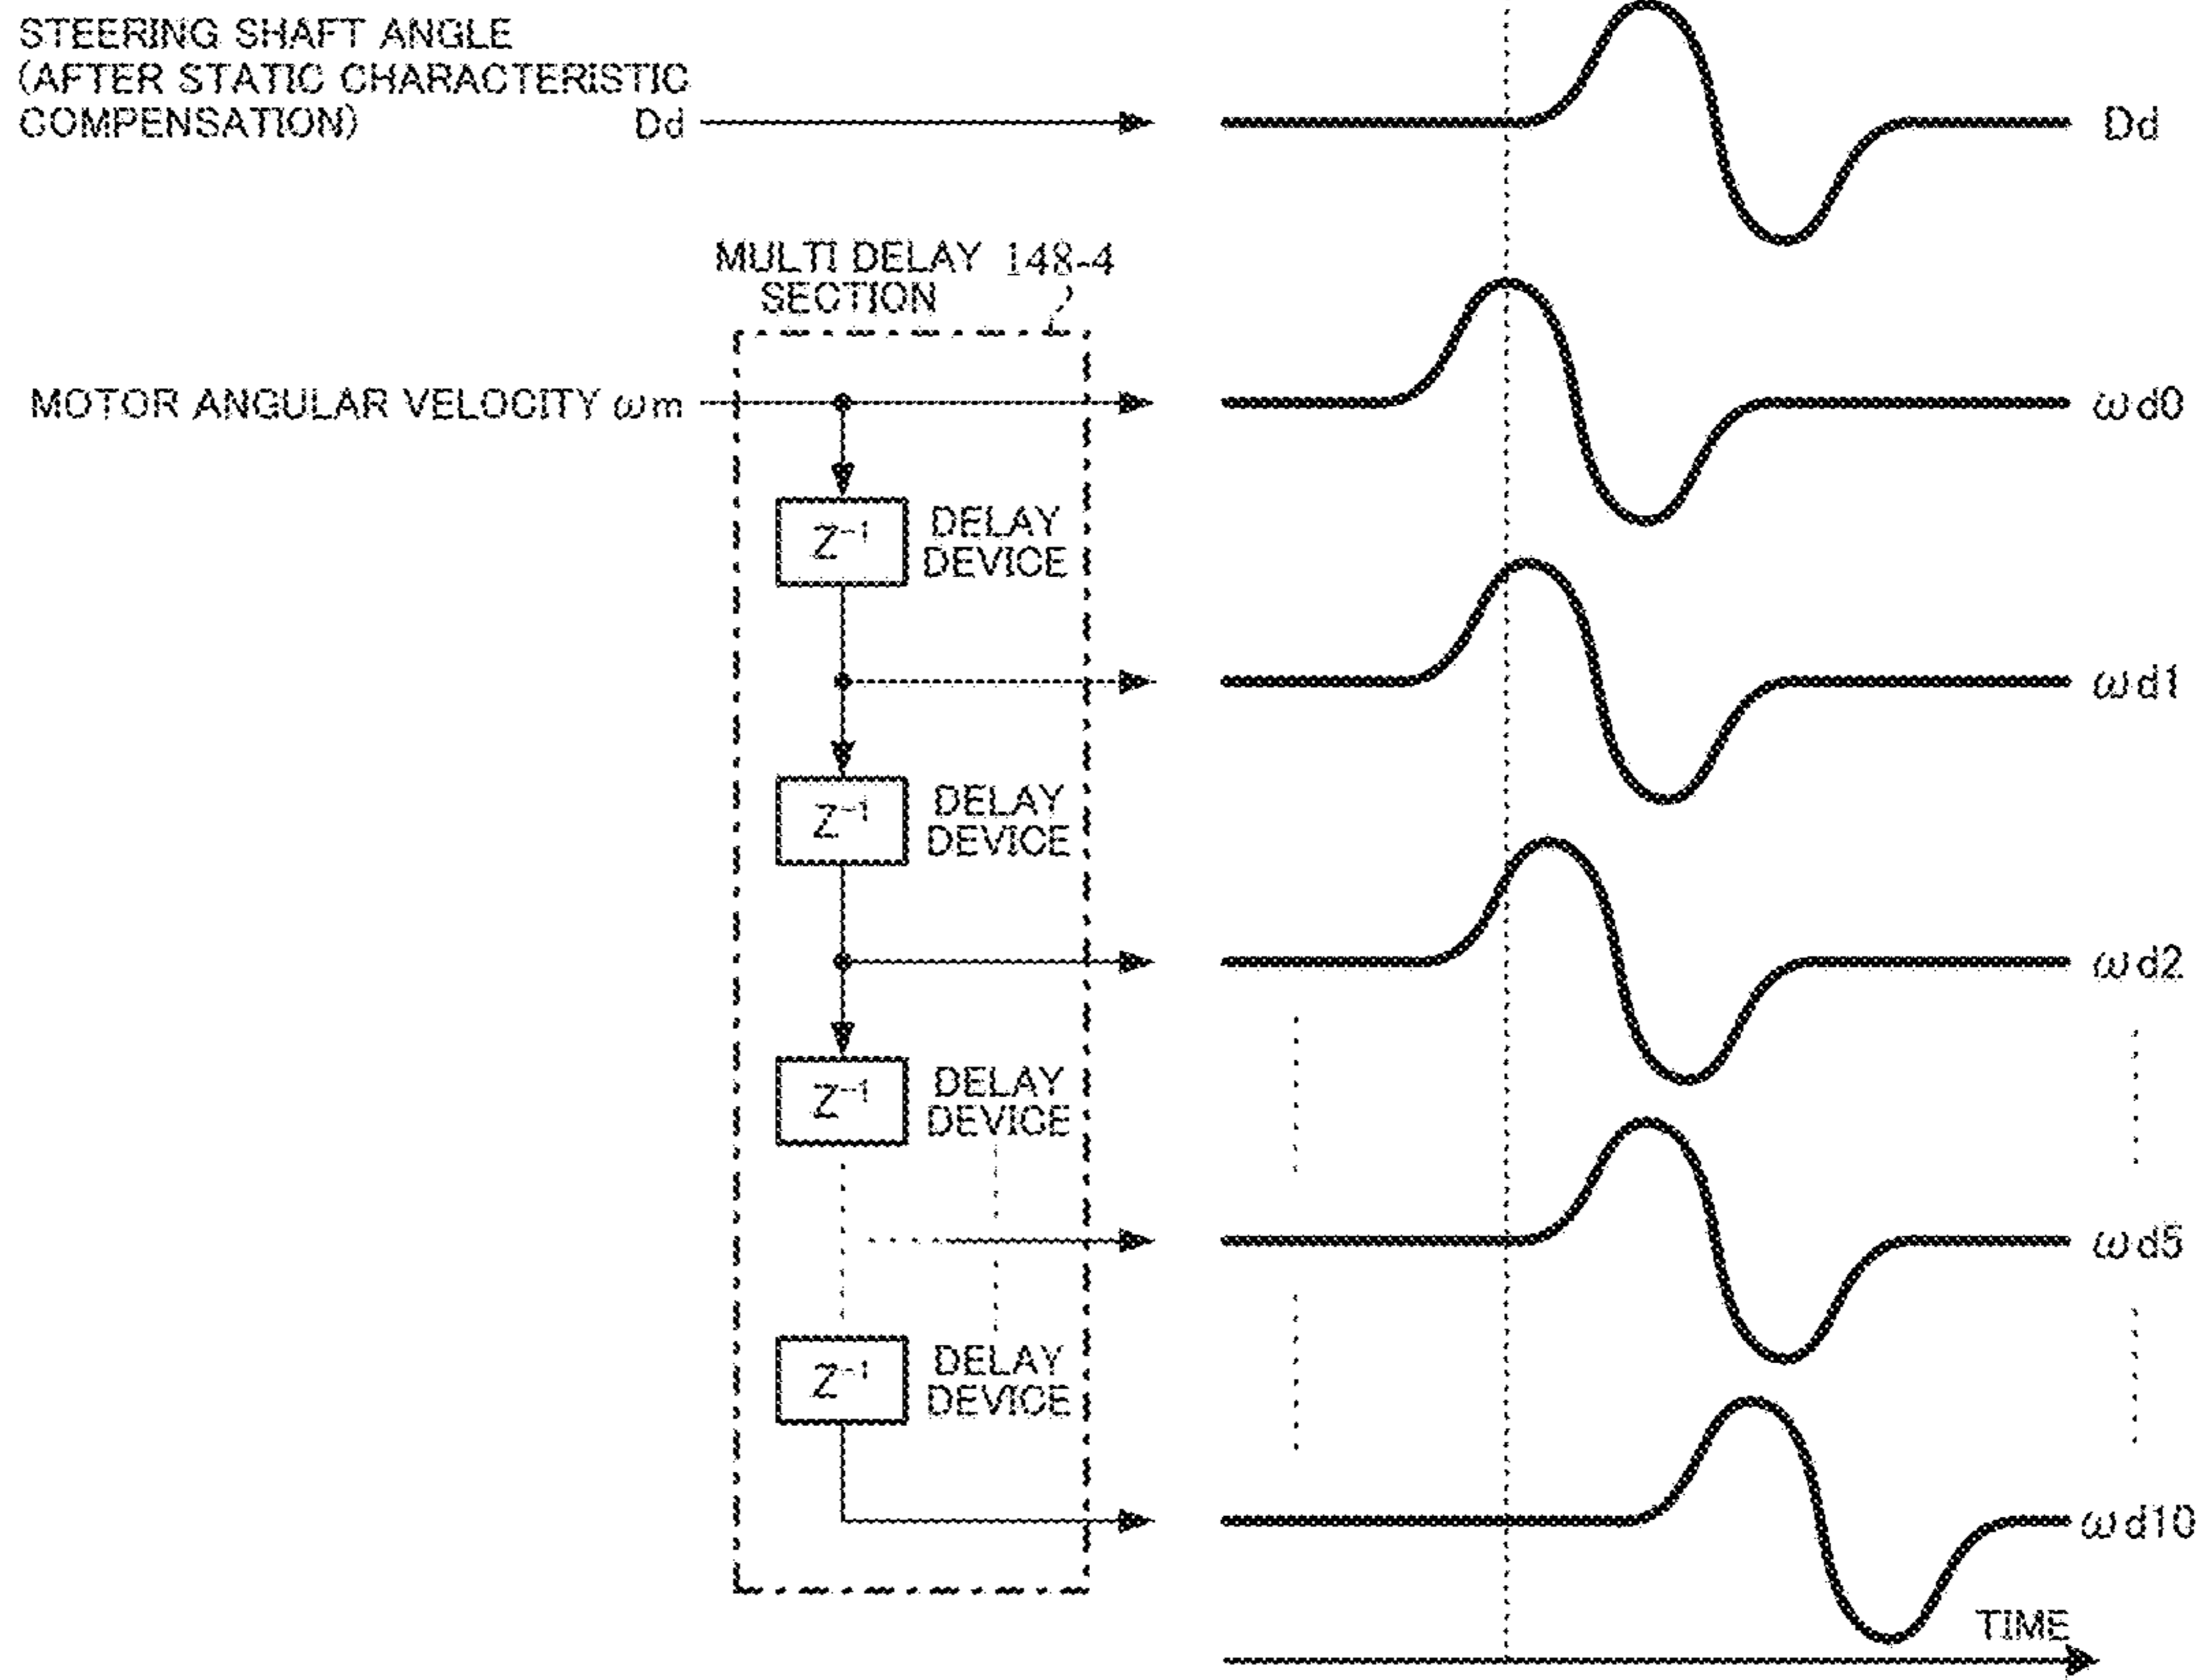 STEERING SHAFT ANGLE
(AFTER STATIC CHARACTERISTIC
COMPENSATION) Dd
Dd
MULTI DELAY 148-4
SECTION
MOTOR ANGULAR VELOCITY ωm
ωd0
Z⁻¹
DELAY
DEVICE
ωd1
Z⁻¹
DELAY
DEVICE
ωd2
Z⁻¹
DELAY
DEVICE
ωd5
Z⁻¹
DELAY
DEVICE
ωd10
TIME